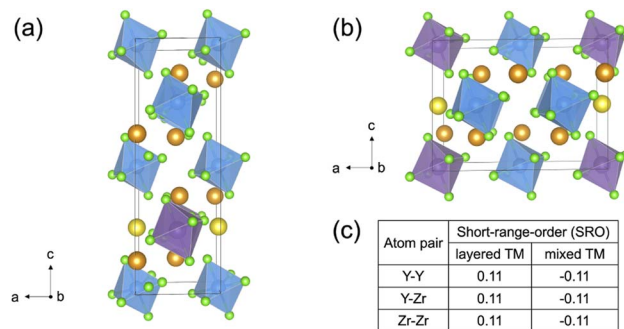 (a)
c
a
b
(b)
c
a
b
(c)
Atom pair Short-range-order (SRO)
layered TM mixed TM
Y-Y 0.11 -0.11
Y-Zr 0.11 -0.11
Zr-Zr 0.11 -0.11